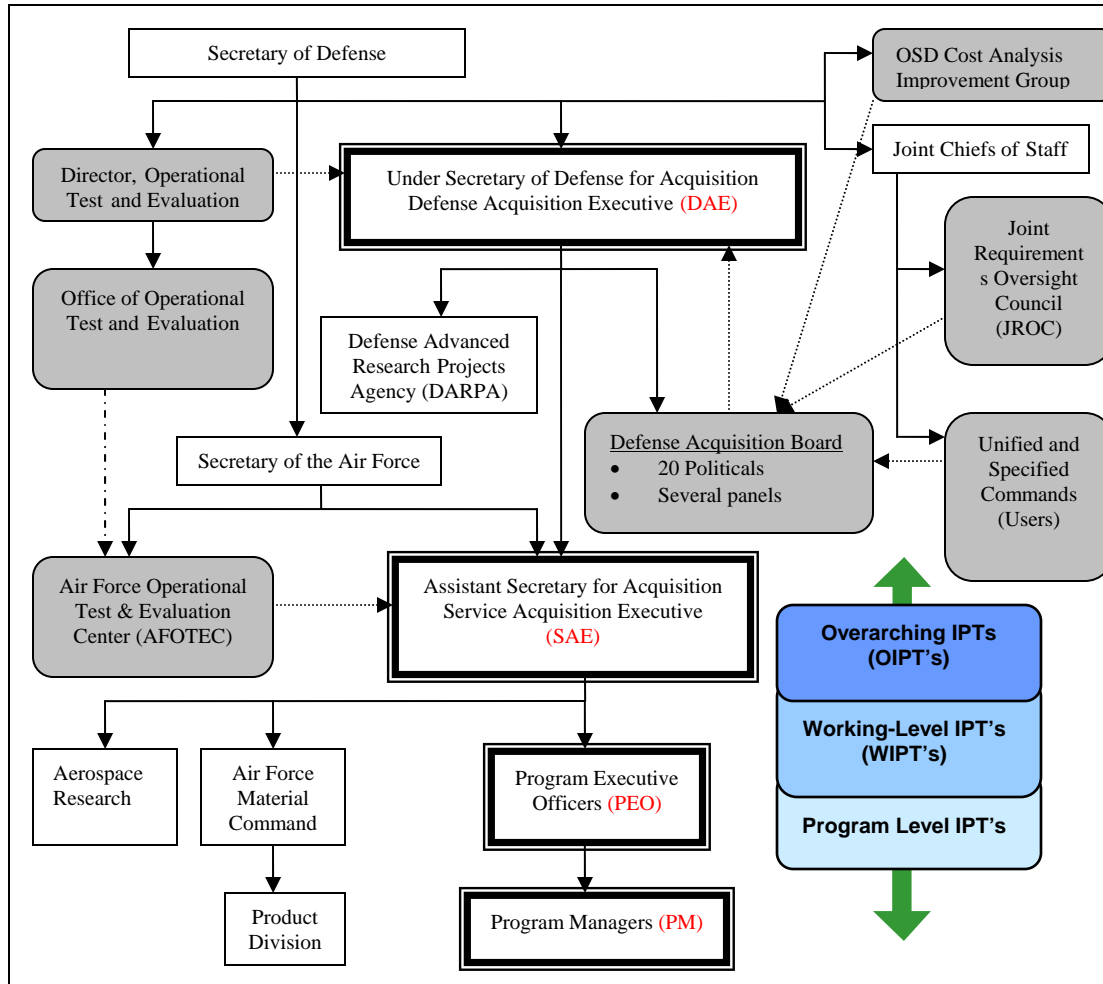 Secretary of Defense
OSD Cost Analysis
Improvement Group
Director, Operational
Test and Evaluation
Under Secretary of Defense for Acquisition
Defense Acquisition Executive (DAE)
Joint Chiefs of Staff
Joint
Requirement
s Oversight
Council
(JROC)
Office of Operational
Test and Evaluation
Defense Advanced
Research Projects
Agency (DARPA)
Defense Acquisition Board
• 20 Politicals
• Several panels
Unified and
Specified
Commands
(Users)
Secretary of the Air Force
Air Force Operational
Test & Evaluation
Center (AFOTEC)
Assistant Secretary for Acquisition
Service Acquisition Executive
(SAE)
Overarching IPTs
(OIPT's)
Working-Level IPT's
(WIPT's)
Program Level IPT's
Aerospace
Research
Air Force
Material
Command
Program Executive
Officers (PEO)
Product
Division
Program Managers (PM)